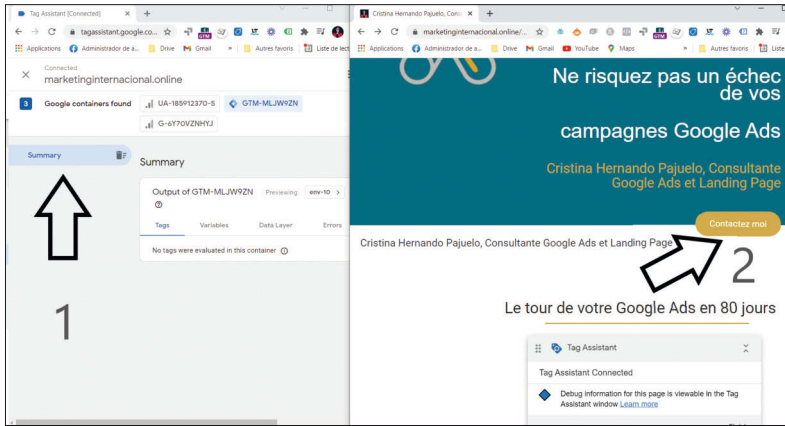 Tag Assistant [Connected]
tagassistant.google.co...
GTM
Applications
Administrador de a...
Drive
Gmail
»
Autres favoris
Liste de lect
Connected
marketinginternacional.online
3
Google containers found
UA-185912370-5
GTM-MLJW9ZN
G-6Y70VZNHYJ
Summary
Summary
Output of GTM-MLJW9ZN
Previewing:
env-10 >
Tags
Variables
Data Layer
Errors
No tags were evaluated in this container
1
Cristina Hernando Pajuelo, Cons
marketinginternacional.online/...
GTM
Applications
Administrador de a...
Drive
Gmail
YouTube
Maps
»
Autres favoris
Liste
Ne risquez pas un échec
de vos
campagnes Google Ads
Cristina Hernando Pajuelo, Consultante
Google Ads et Landing Page
Contactez moi
Cristina Hernando Pajuelo, Consultante Google Ads et Landing Page
2
Le tour de votre Google Ads en 80 jours
Tag Assistant
Tag Assistant Connected
Debug information for this page is viewable in the Tag
Assistant window Learn more